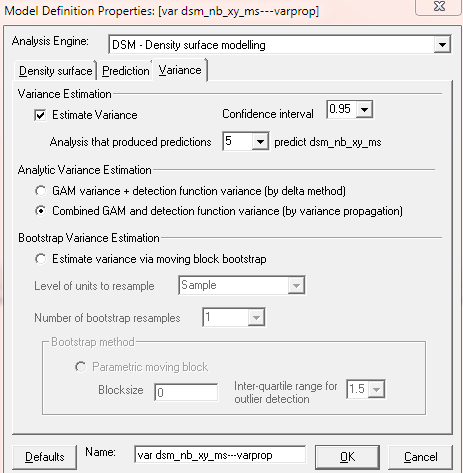 Model Definition Properties: [var dsm_nb_xy_ms---varprop]
Analysis Engine: DSM - Density surface modelling
Density surface Prediction Variance
Variance Estimation
Estimate Variance Confidence interval 0.95
Analysis that produced predictions 5 predict dsm_nb_xy_ms
Analytic Variance Estimation
GAM variance + detection function variance (by delta method)
Combined GAM and detection function variance (by variance propagation)
Bootstrap Variance Estimation
Estimate variance via moving block bootstrap
Level of units to resample Sample
Number of bootstrap resamples 1
Bootstrap method
Parametric moving block
Blocksize 0 Inter-quartile range for outlier detection 1.5
Defaults Name: var dsm_nb_xy_ms---varprop OK Cancel